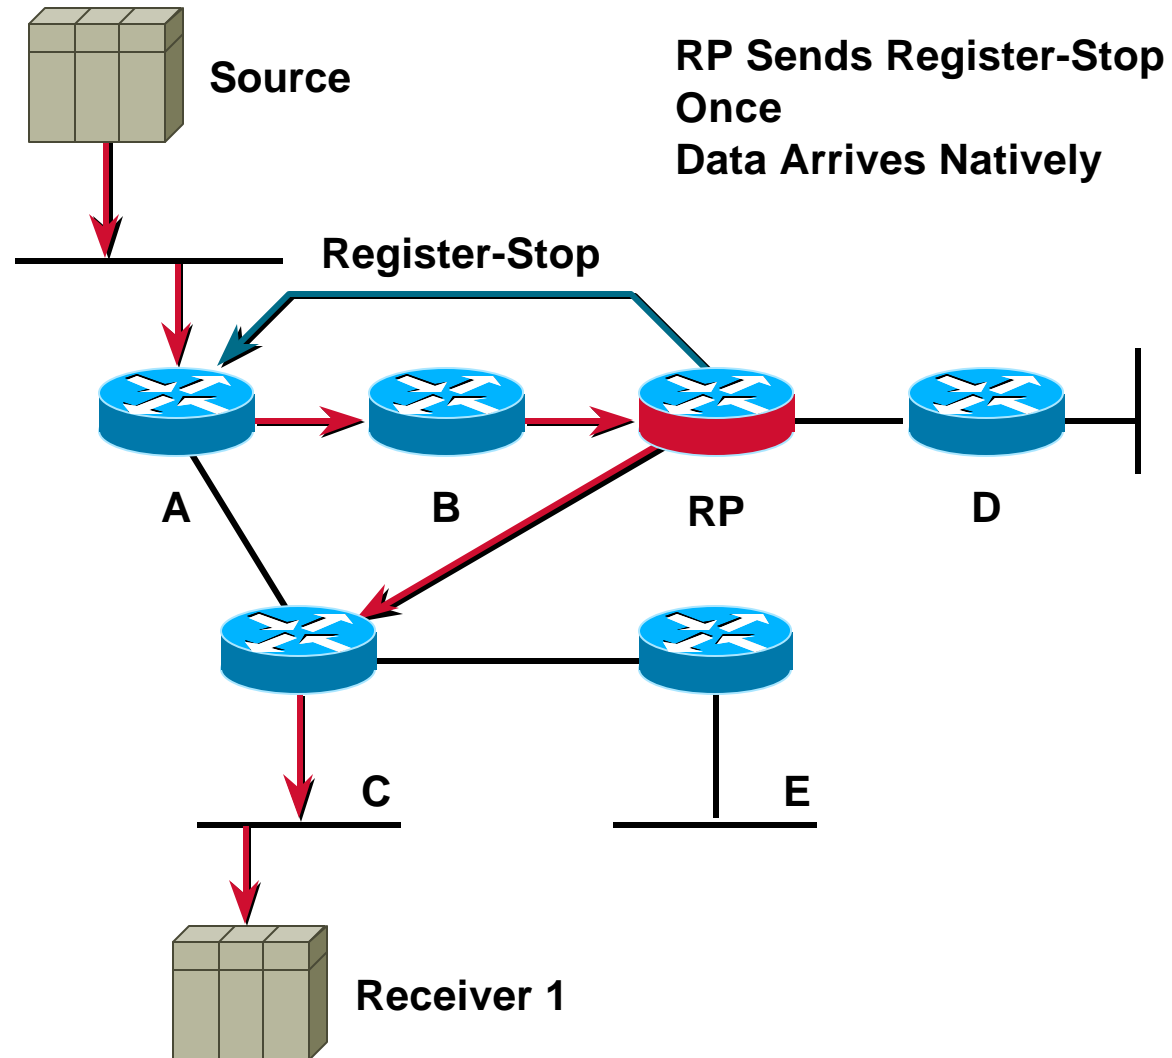 Source
RP Sends Register-Stop
Once
Data Arrives Natively
Register-Stop
A
B
RP
D
C
E
Receiver 1